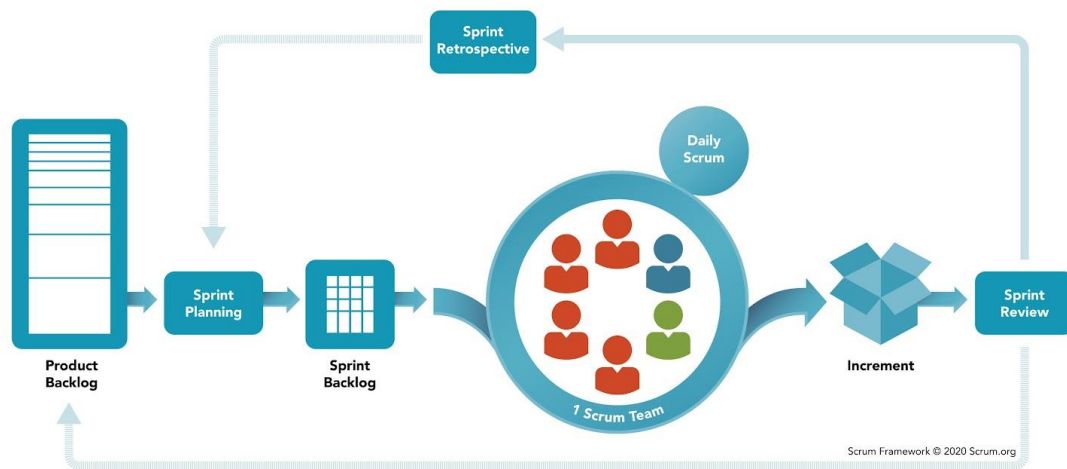 Sprint
Retrospective
Daily
Scrum
Sprint
Planning
Sprint
Review
Product
Backlog
Sprint
Backlog
1 Scrum Team
Increment
Scrum Framework © 2020 Scrum.org